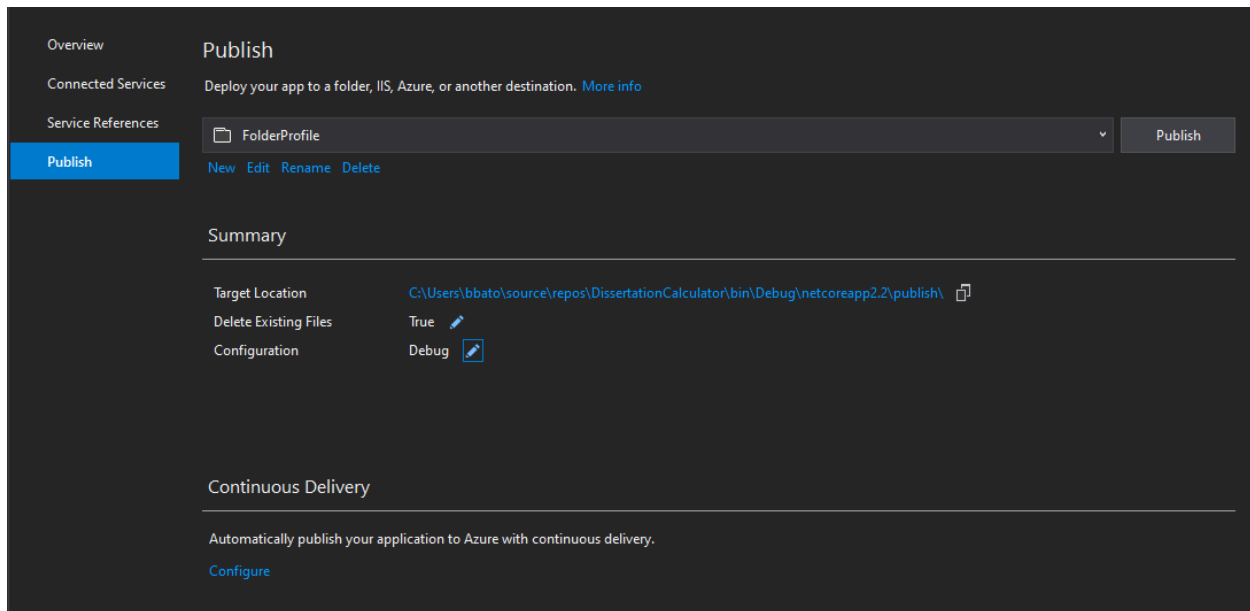 Overview
Connected Services
Service References
Publish
Publish
Deploy your app to a folder, IIS, Azure, or another destination. More info
FolderProfile
Publish
New Edit Rename Delete
Summary
Target Location C:\Users\bbato\source\repos\DissertationCalculator\bin\Debug\netcoreapp2.2\publish\
Delete Existing Files True
Configuration Debug
Continuous Delivery
Automatically publish your application to Azure with continuous delivery.
Configure